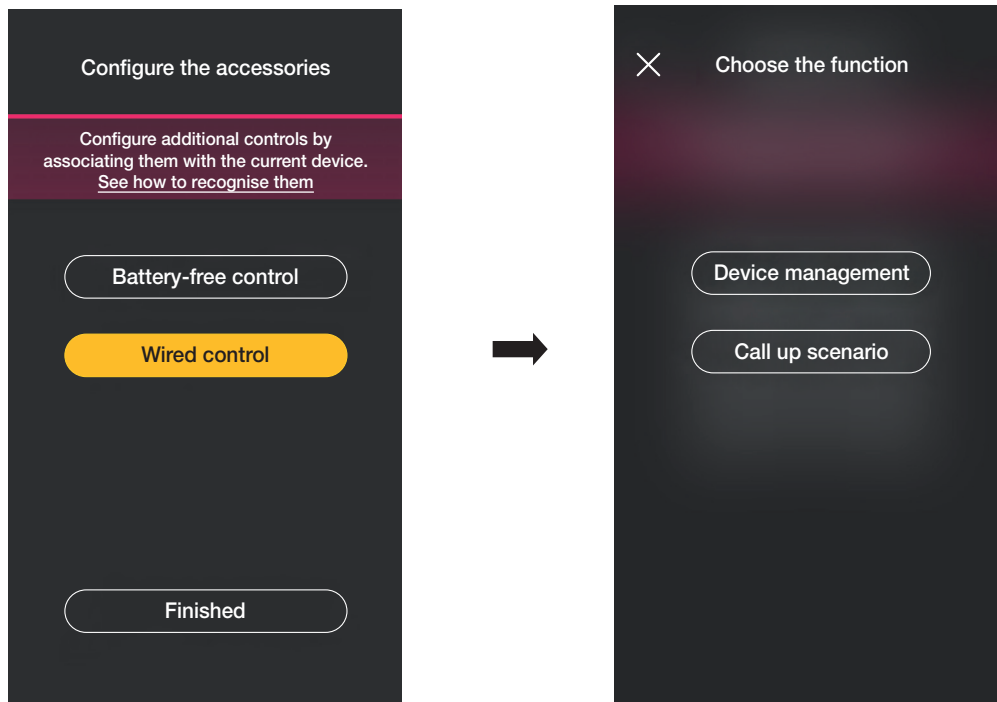 Configure the accessories
Configure additional controls by
associating them with the current device.
See how to recognise them
Battery-free control
Wired control
Finished
Choose the function
Device management
Call up scenario